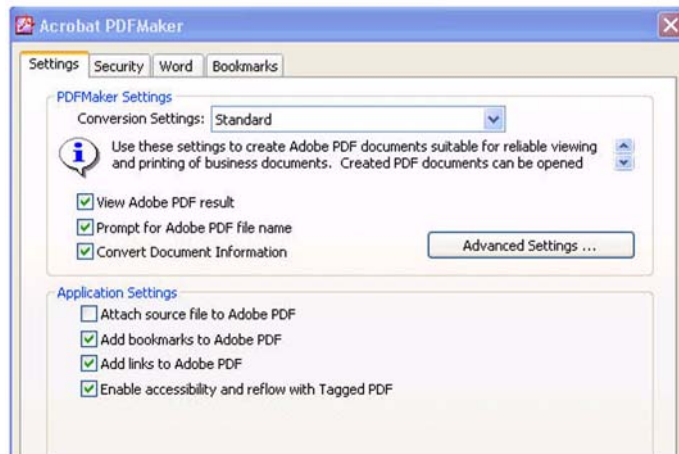 Acrobat PDFMaker
Settings Security Word Bookmarks
PDFMaker Settings
Conversion Settings: Standard
Use these settings to create Adobe PDF documents suitable for reliable viewing
and printing of business documents. Created PDF documents can be opened
View Adobe PDF result
Prompt for Adobe PDF file name
Convert Document Information
Advanced Settings ...
Application Settings
Attach source file to Adobe PDF
Add bookmarks to Adobe PDF
Add links to Adobe PDF
Enable accessibility and reflow with Tagged PDF